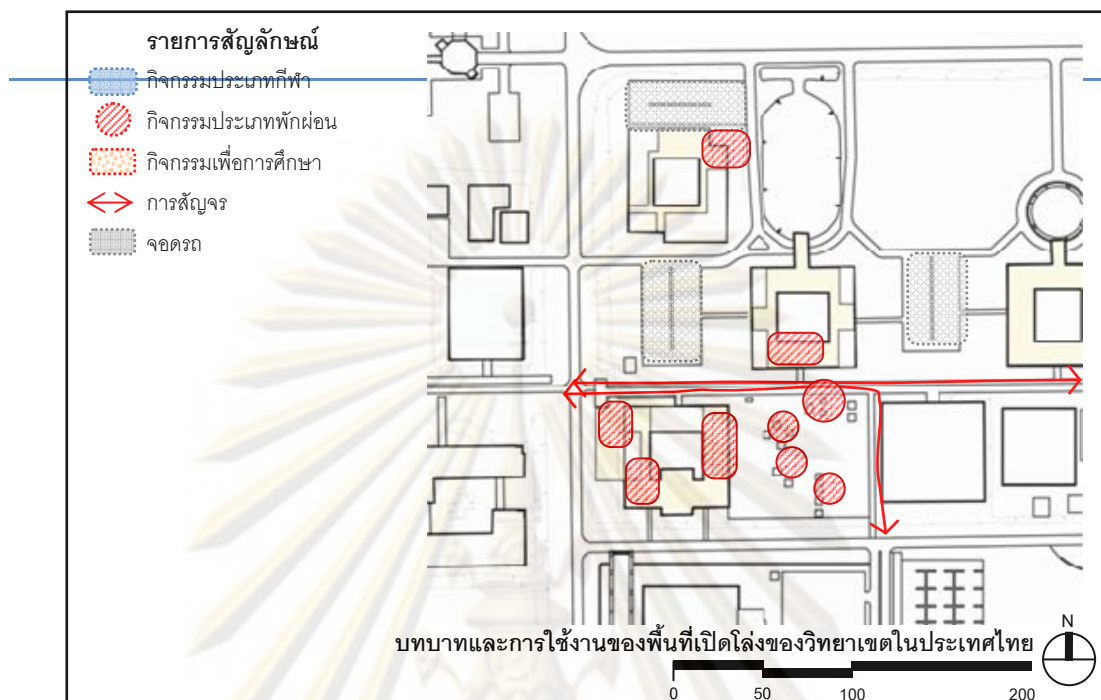 รายการสัญลักษณ์
กิจกรรมประเภทกีฬา
กิจกรรมประเภทพักผ่อน
กิจกรรมเพื่อการศึกษา
การสัญจร
จอดรถ
บทบาทและการใช้งานของพื้นที่เปิดโล่งของวิทยาเขตในประเทศไทย
N
0 50 100 200